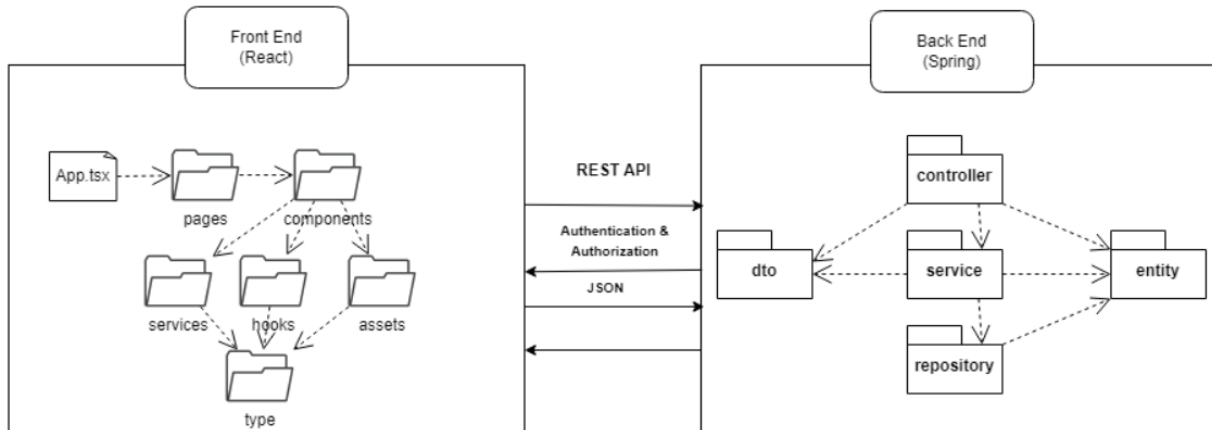 Front End
(React)
Back End
(Spring)
App.tsx
pages
components
services
hooks
assets
type
REST API
Authentication &
Authorization
JSON
controller
dto
service
entity
repository